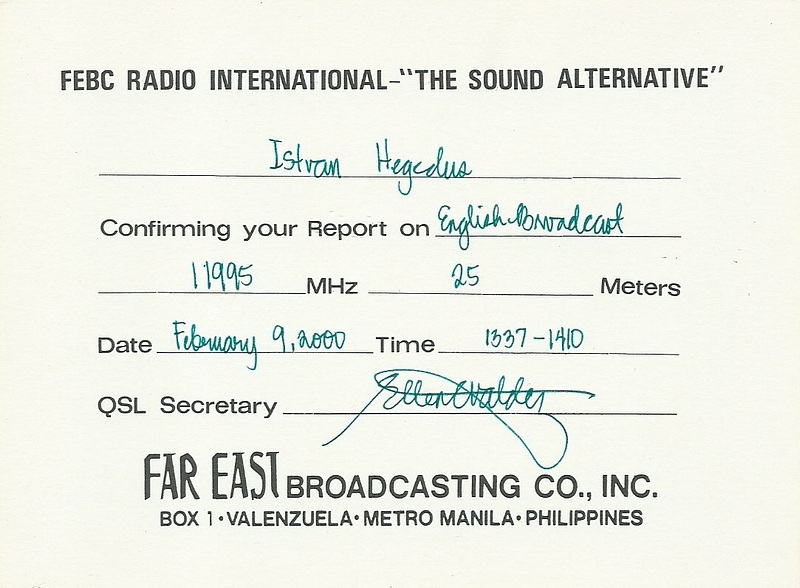 FEBC RADIO INTERNATIONAL-"THE SOUND ALTERNATIVE"
Istvan Hegedus
Confirming your Report on English Broadcast
11995 MHz 25 Meters
Date February 9, 2000 Time 1337-1410
QSL Secretary Ellen
FAR EAST BROADCASTING CO., INC.
BOX 1·VALENZUELA·METRO MANILA·PHILIPPINES